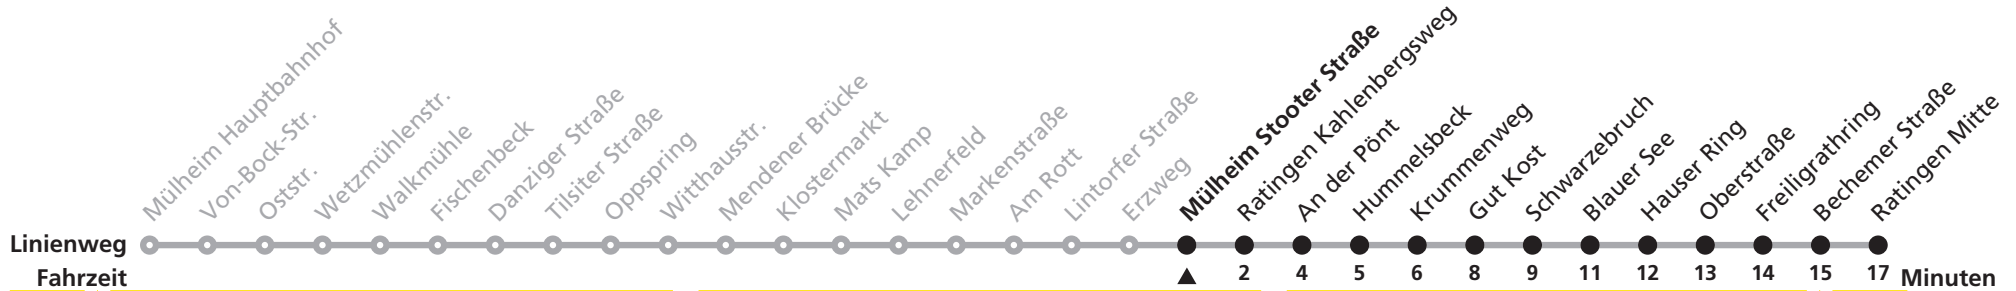 Mülheim Hauptbahnhof
Von-Bock-Str.
Oststr.
Wetzmühlenstr.
Walkmühle
Fischenbeck
Danziger Straße
Tilsiter Straße
Oppspring
Witthausstr.
Mendener Brücke
Klostermarkt
Mats Kamp
Lehnerfeld
Markenstraße
Am Rott
Lintorfer Straße
Erzweg
Mülheim Stooter Straße
Ratingen Kahlenbergsweg
An der Pönt
Hummelsbeck
Krummenweg
Gut Kost
Schwarzebruch
Blauer See
Hauser Ring
Oberstraße
Freiligrathring
Bechemer Straße
Ratingen Mitte
Linienweg
Fahrzeit 2 4 5 6 8 9 11 12 13 14 15 17 Minuten